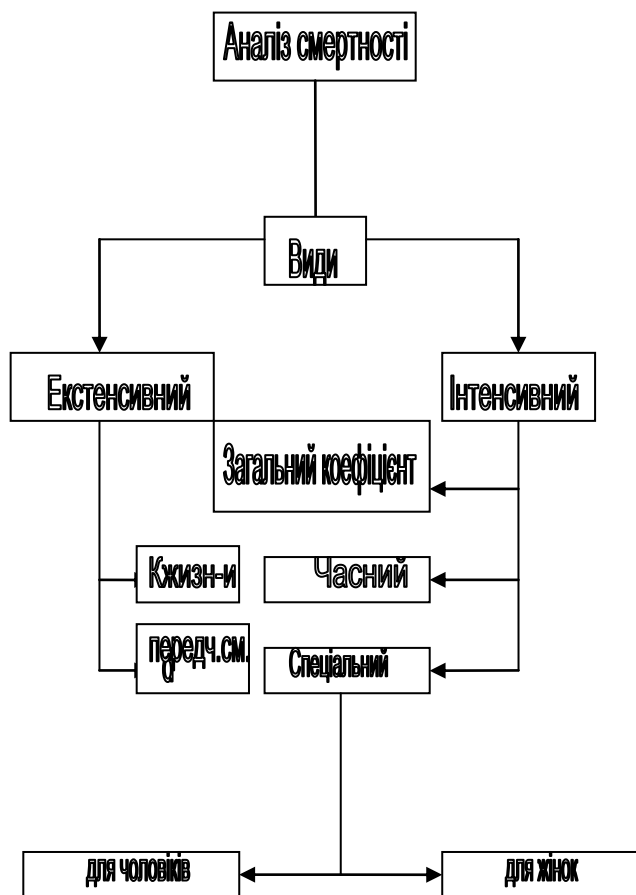 Аналіз смертності
Види
Екстенсивний
Інтенсивний
Загальний коефіцієнт
Кжизн-и
Часний
передч.см.
Спеціальний
для чоловіків
для жінок